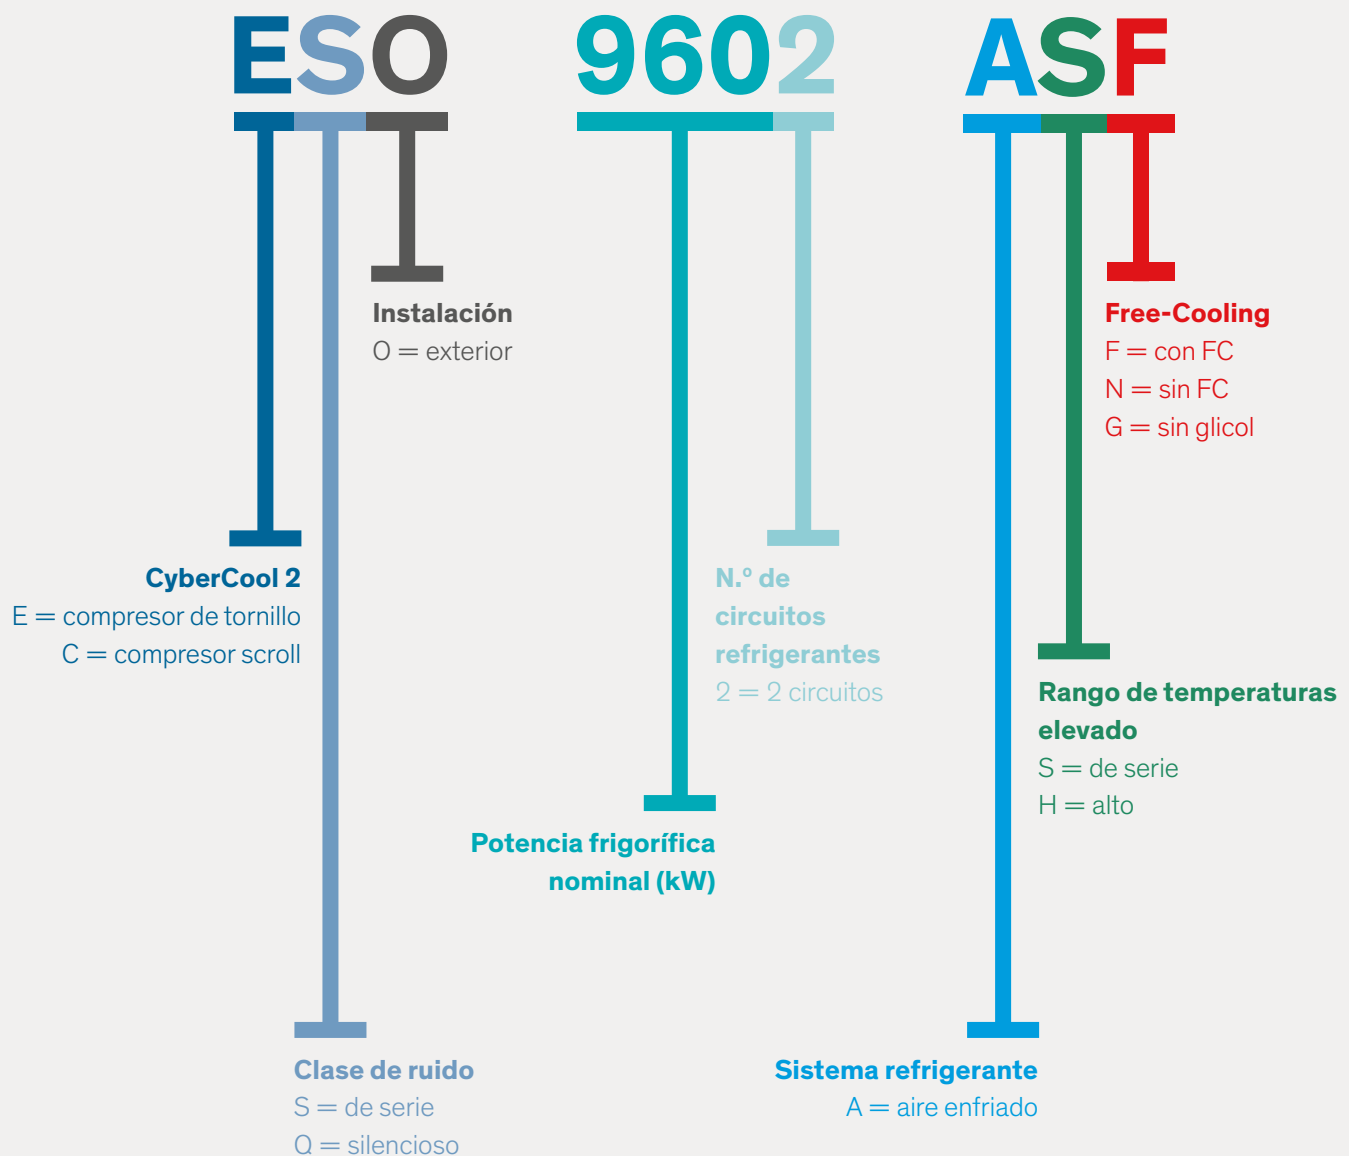 ESO 9602 ASF
Instalación
O = exterior
Free-Cooling
F = con FC
N = sin FC
G = sin glicol
CyberCool 2
E = compresor de tornillo
C = compresor scroll
N.º de
circuitos
refrigerantes
2 = 2 circuitos
Rango de temperaturas
elevado
S = de serie
H = alto
Potencia frigorífica
nominal (kW)
Clase de ruido
S = de serie
Q = silencioso
Sistema refrigerante
A = aire enfriado